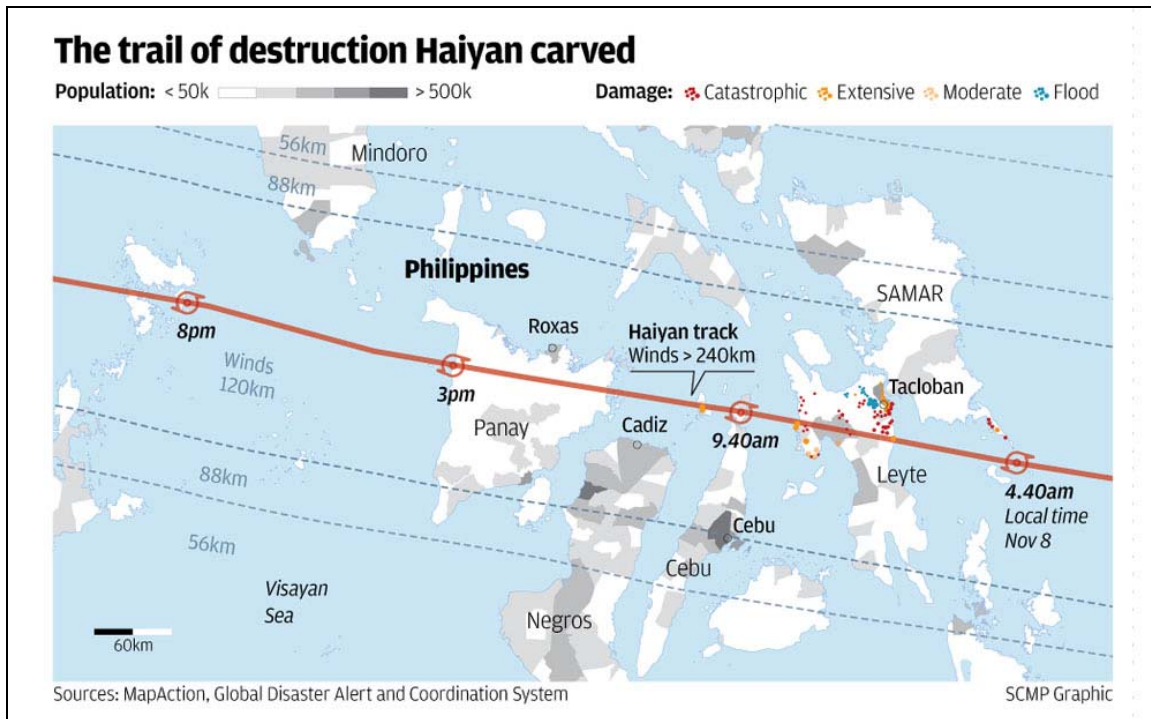 The trail of destruction Haiyan carved
Population: < 50k > 500k
Damage: Catastrophic Extensive Moderate Flood
56km
Mindoro
88km
Philippines
SAMAR
8pm
Roxas
Haiyan track
Winds > 240km
Winds
120km
3pm
Tacloban
Cadiz
9.40am
Panay
Leyte
4.40am
Local time
Nov 8
88km
Cebu
56km
Cebu
Visayan
Sea
Negros
60km
Sources: MapAction, Global Disaster Alert and Coordination System
SCMP Graphic